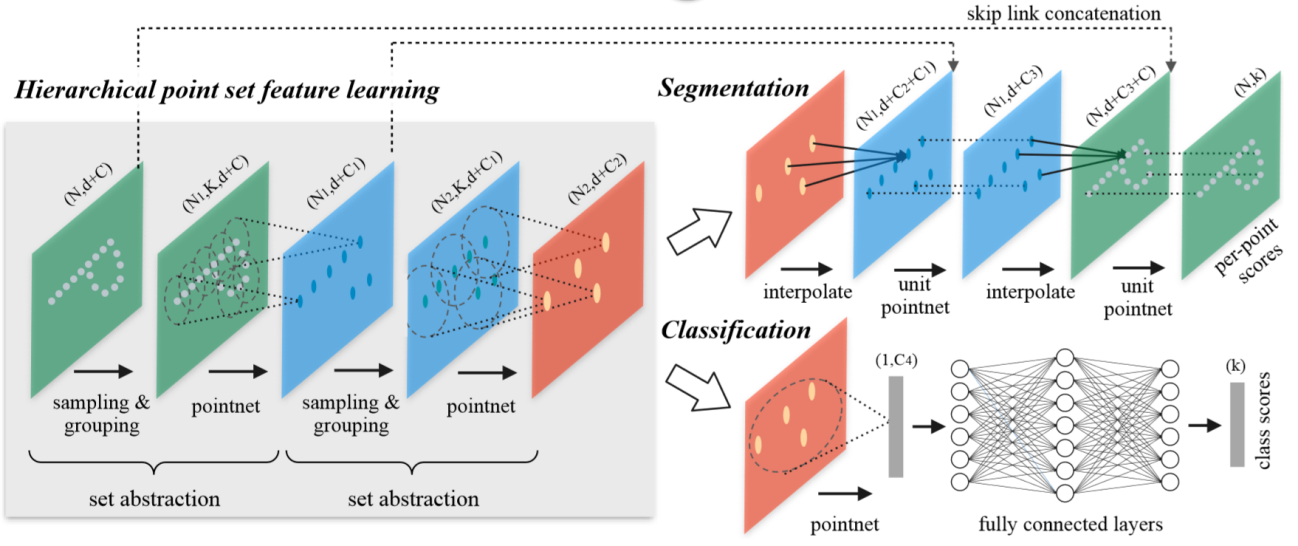 skip link concatenation
Hierarchical point set feature learning
(N,d+C)
(N1,K,d+C)
(N1,d+C1)
(N2,K,d+C1)
(N2,d+C2)
sampling &
grouping
pointnet
sampling &
grouping
pointnet
set abstraction
set abstraction
Segmentation
(N1,d+C2+C1)
(N1,d+C3)
(N,d+C3+C)
(N,k)
interpolate
unit
pointnet
interpolate
unit
pointnet
per-point
scores
Classification
(1,C4)
(k)
class scores
pointnet
fully connected layers